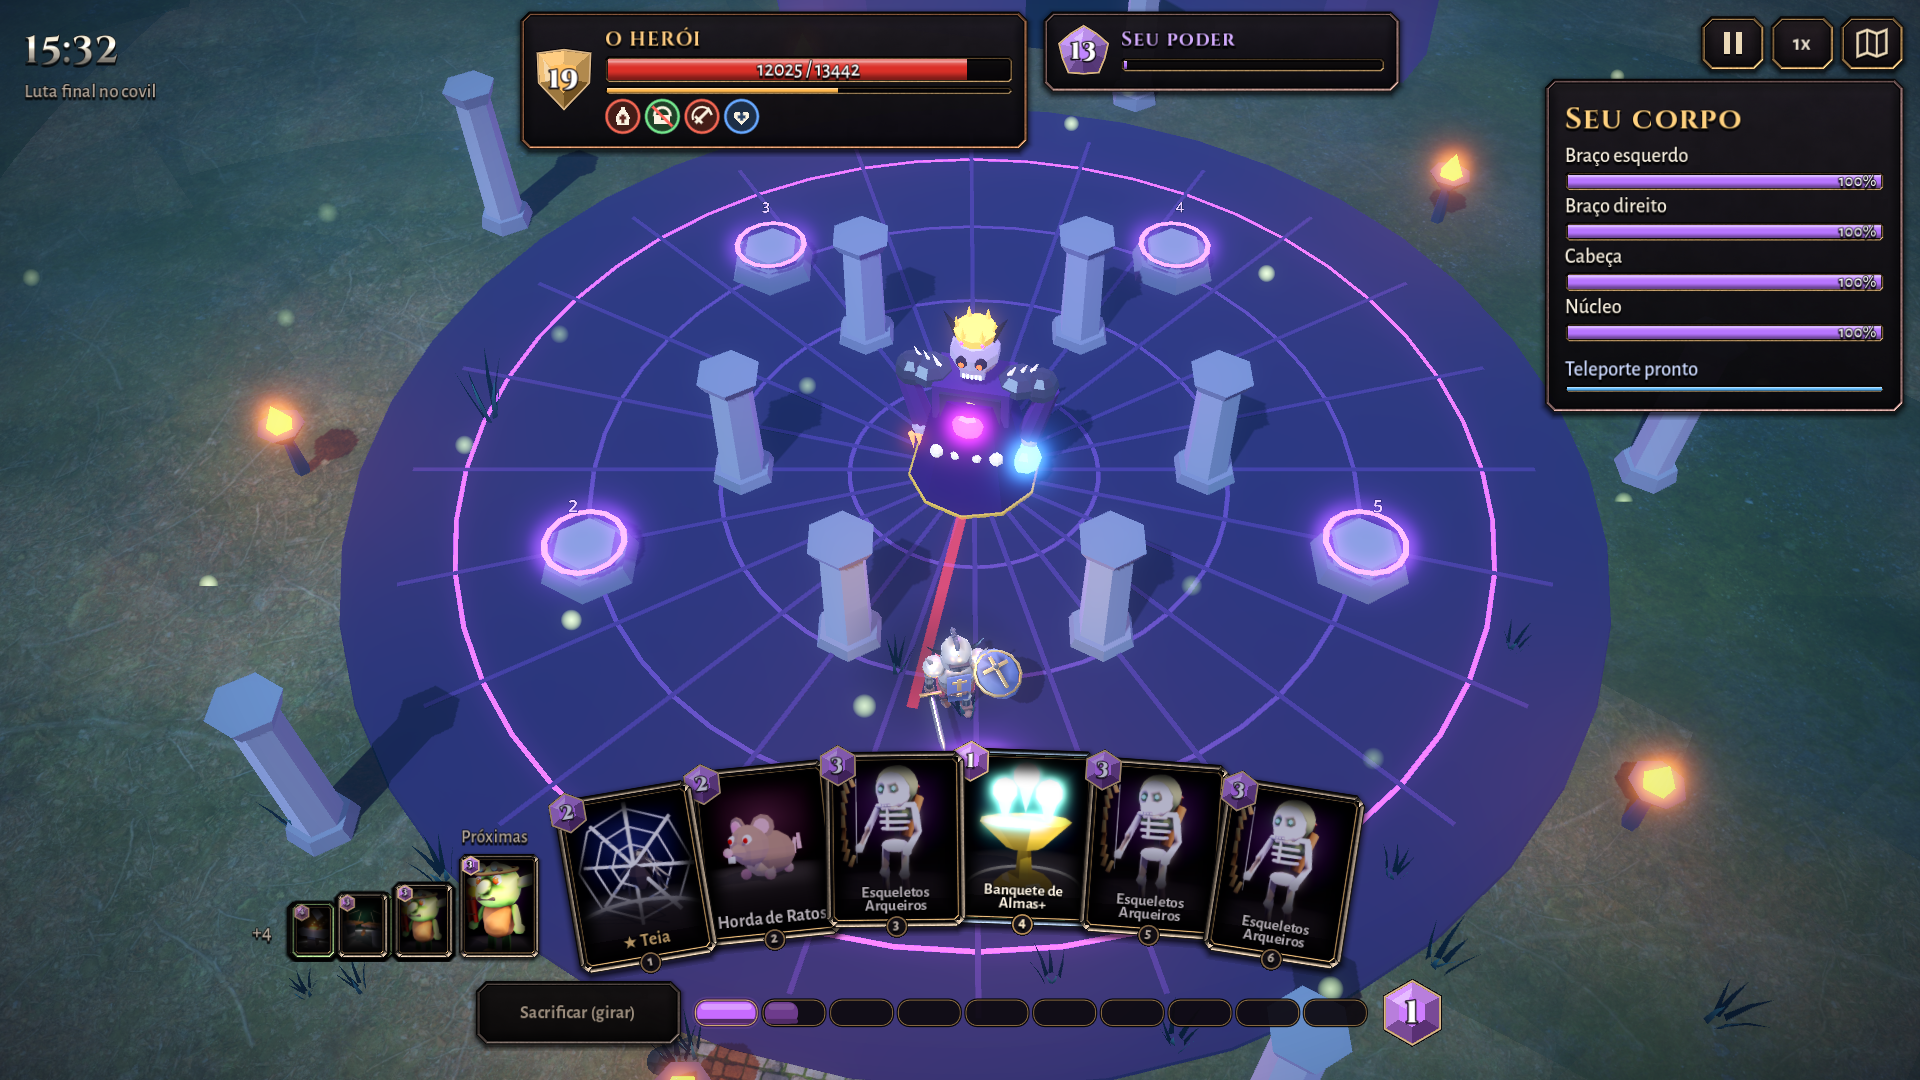 15:32
Luta final no covil
19
O HERÓI
12025/13442
13
SEU PODER
1x
SEU CORPO
Braço esquerdo
100%
Braço direito
100%
Cabeça
100%
Núcleo
100%
Teleporte pronto
3
4
2
5
Próximas
+4
2
★ Teia
1
2
Horda de Ratos
2
3
Esqueletos
Arqueiros
3
1
Banquete de
Almas+
4
3
Esqueletos
Arqueiros
5
3
Esqueletos
Arqueiros
6
Sacrificar (girar)
1